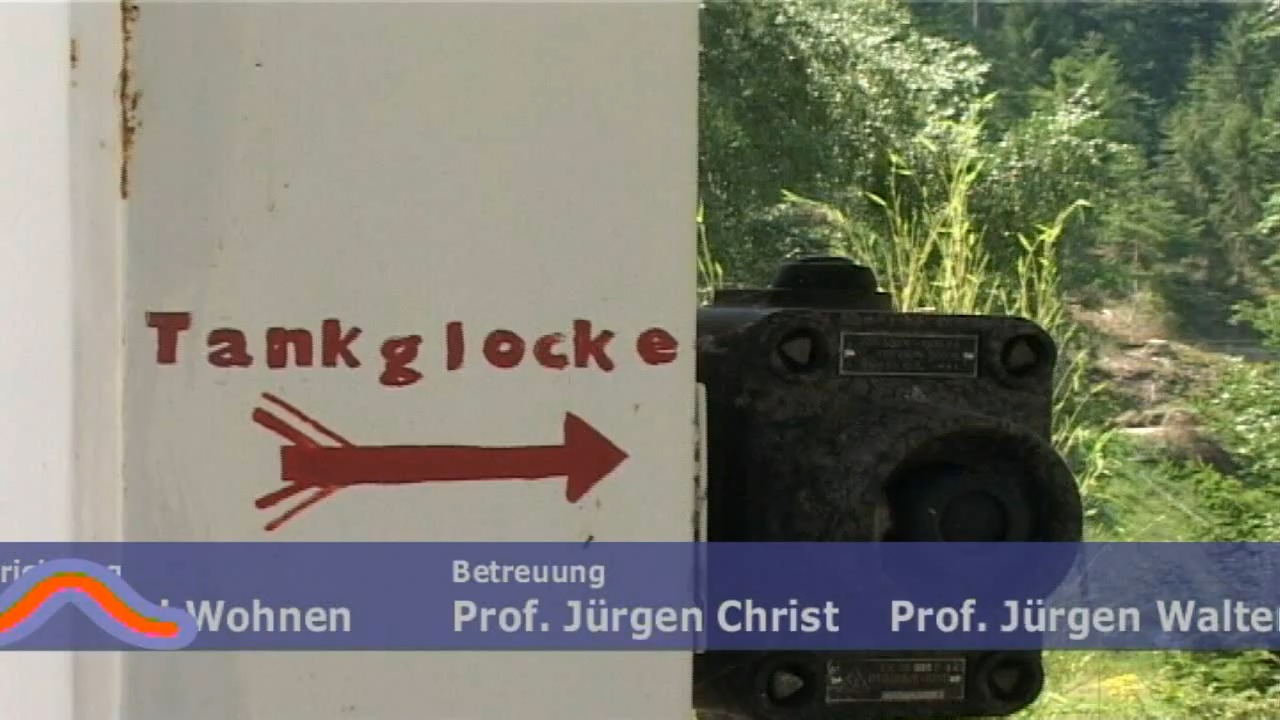 Tankglocke
Betreuung
Wohnen
Prof. Jürgen Christ
Prof. Jürgen Walter